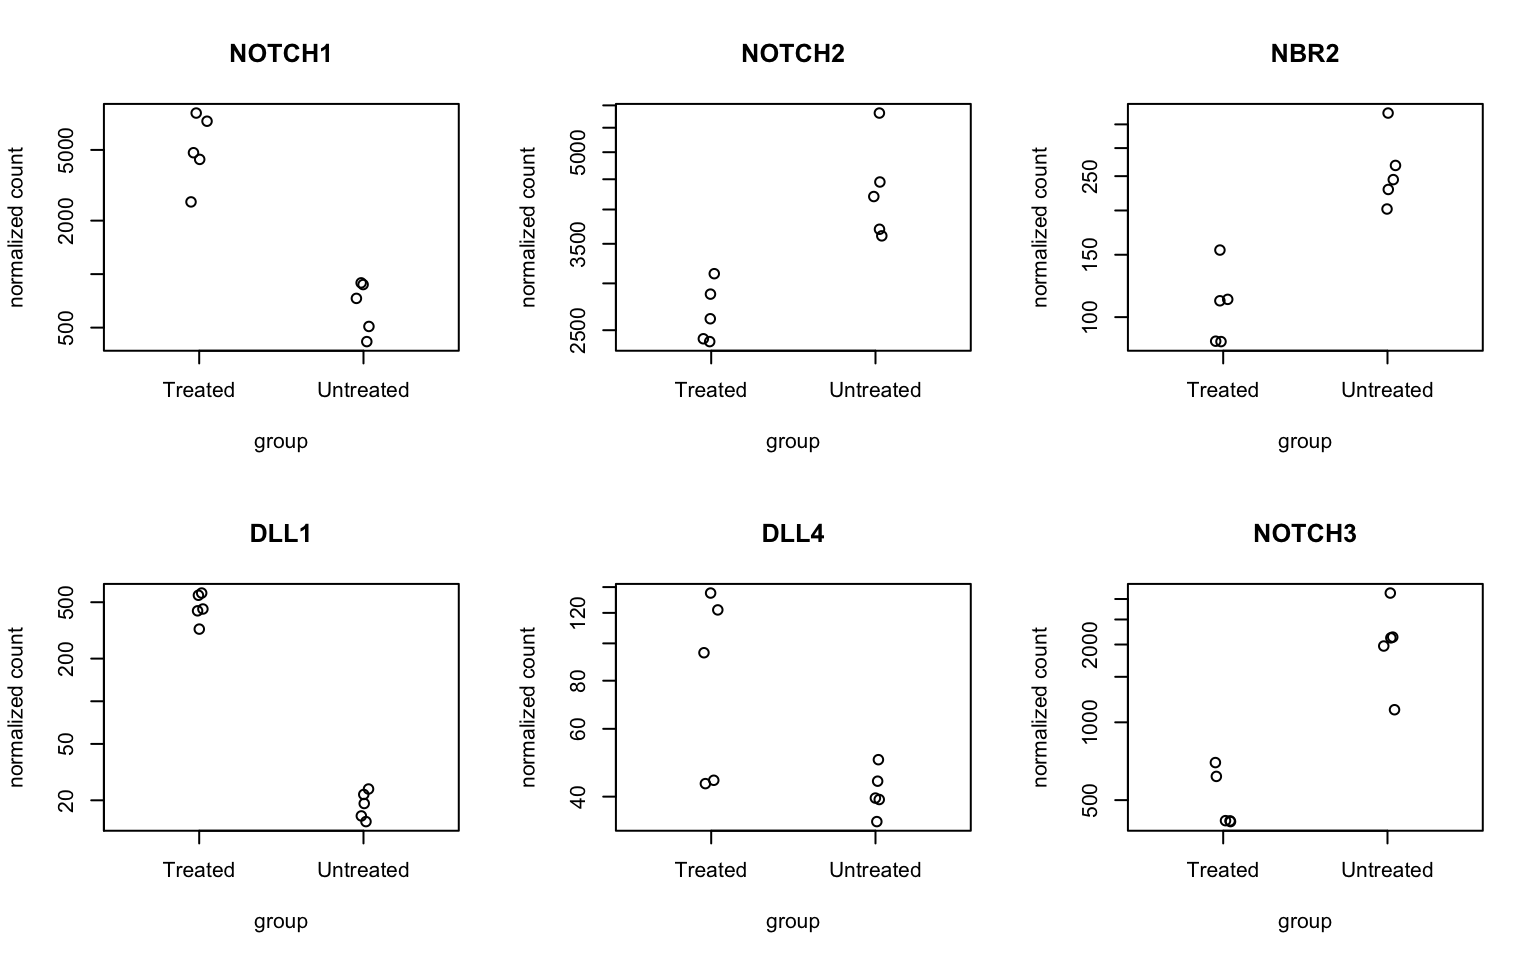 NOTCH1
normalized count
5000
2000
500
Treated Untreated
group
NOTCH2
normalized count
5000
3500
2500
Treated Untreated
group
NBR2
normalized count
250
150
100
Treated Untreated
group
DLL1
normalized count
500
200
50
20
Treated Untreated
group
DLL4
normalized count
120
80
60
40
Treated Untreated
group
NOTCH3
normalized count
2000
1000
500
Treated Untreated
group